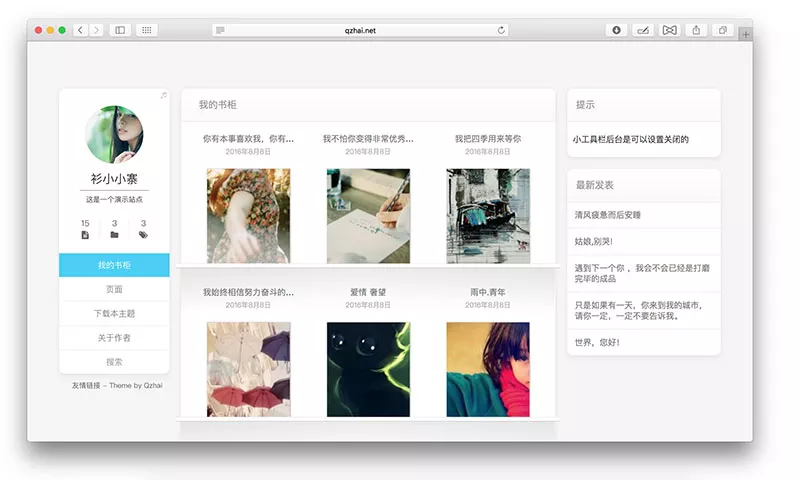 qzhai.net
衫小小寨
这是一个演示站点
15 3 3
我的书柜
页面
下载本主题
关于作者
搜索
友情链接 - Theme by Qzhai
我的书柜
你有本事喜欢我，你有... 我不怕你变得非常优秀... 我把四季用来等你
2016年8月8日 2016年8月8日 2016年8月8日
我始终相信努力奋斗的... 爱情 奢望 雨中,青年
2016年8月8日 2016年8月8日 2016年8月8日
提示
小工具栏后台是可以设置关闭的
最新发表
清风疲惫而后安睡
姑娘,别哭!
遇到下一个你 ，我会不会已经是打磨
完毕的成品
只是如果有一天，你来到我的城市，
请你一定，一定不要告诉我。
世界，您好！